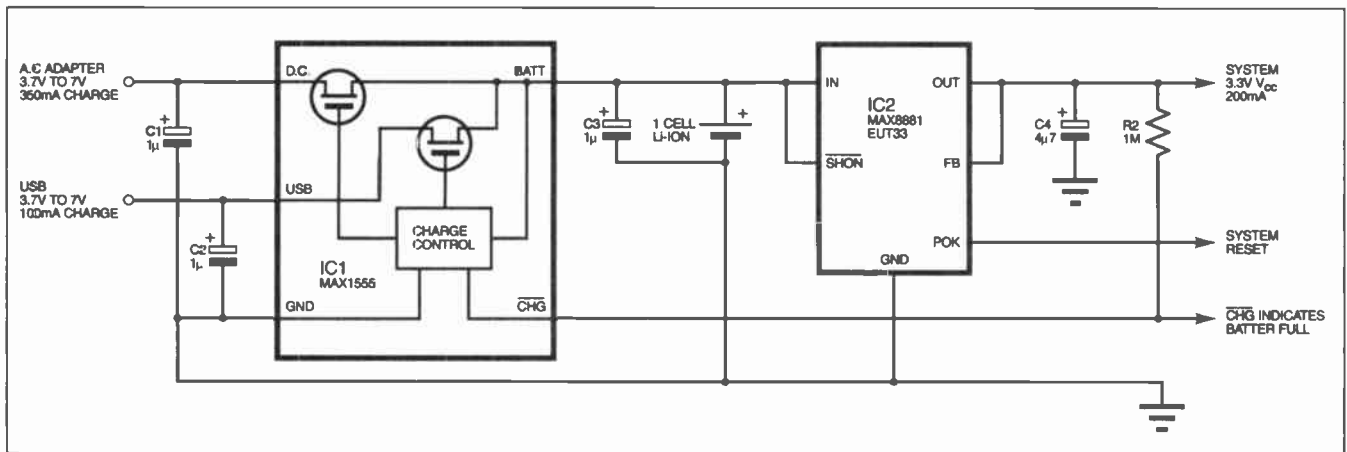 A.C ADAPTER
3.7V TO 7V
350mA CHARGE
C1
1µ
+
USB
3.7V TO 7V
100mA CHARGE
C2
1µ
+
D.C.
BATT
USB
CHARGE
CONTROL
IC1
MAX1555
GND
CHG
C3
1µ
+
1 CELL
Li-ION
+
IN
OUT
IC2
MAX8881
EUT33
SHON
FB
POK
GND
C4
4µ7
+
R2
1M
SYSTEM
3.3V Vcc
200mA
SYSTEM
RESET
CHG INDICATES
BATTER FULL